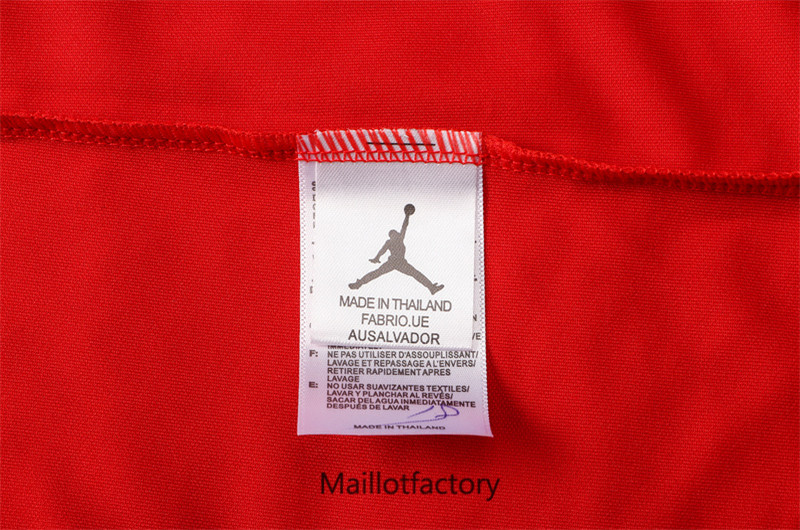 MADE IN THAILAND
FABRIO.UE
AUSALVADOR
F: NE PAS UTILISER D'ASSOUPLISSANT/
LAVAGE ET REPASSAGE A L'ENVERS/
RETIRER RAPIDEMENT APRES
LAVAGE
E: NO USAR SUAVIZANTES TEXTILES/
LAVAR Y PLANCHAR AL REVÉS/
SACAR DEL AGUA INMEDIATAMENTE
DESPUÉS DE LAVAR
MADE IN THAILAND
Maillotfactory